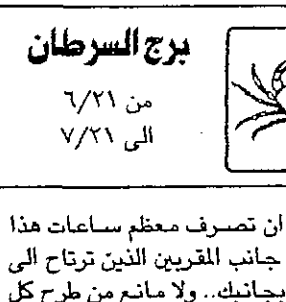 برج السرطان
من ٦/٢١
الى ٧/٢١
ان تصرف معظم ساعات هذا
جانب المقربين الذين ترتاح الى
بجانبك.. ولا مانع من طرح كل